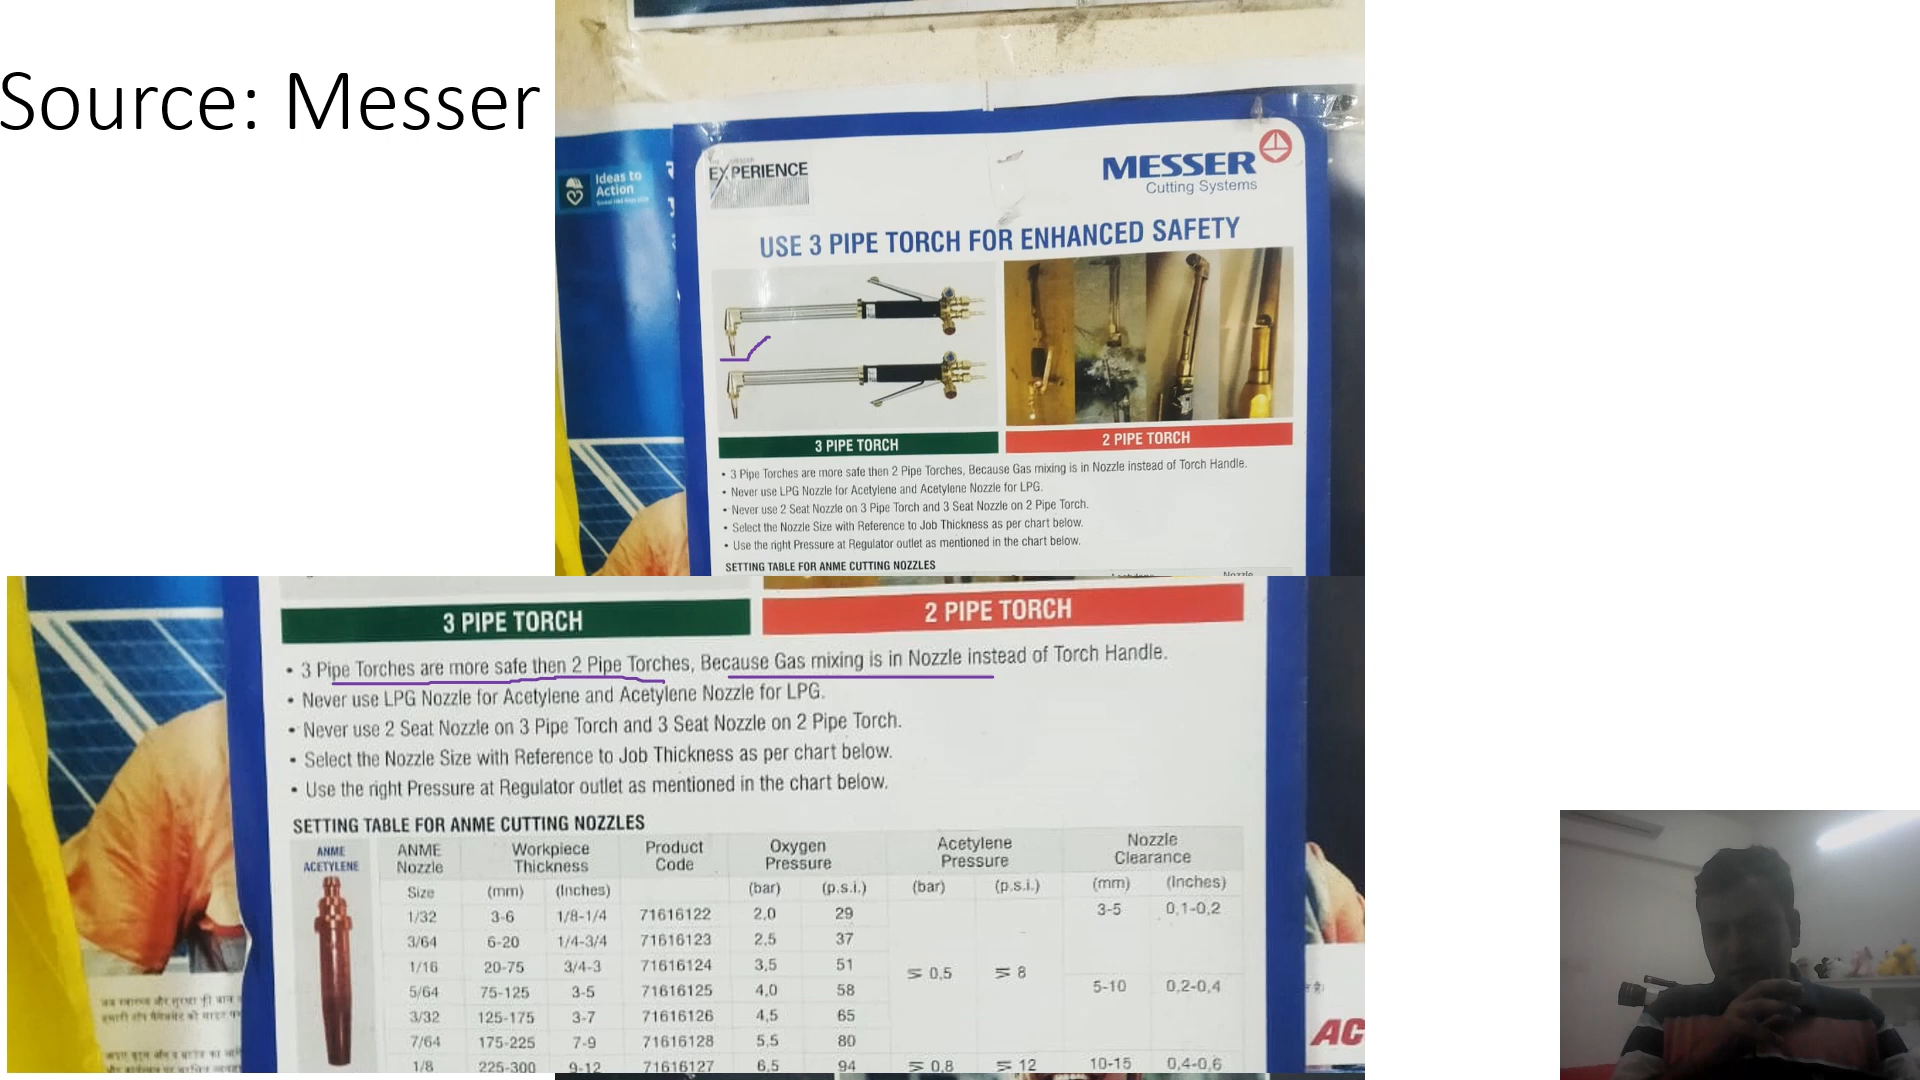 Source: Messer
Ideas to
Action
EXPERIENCE
MESSER
Cutting Systems
USE 3 PIPE TORCH FOR ENHANCED SAFETY
3 PIPE TORCH
2 PIPE TORCH
• 3 Pipe Torches are more safe then 2 Pipe Torches, Because Gas mixing is in Nozzle instead of Torch Handle.
• Never use LPG Nozzle for Acetylene and Acetylene Nozzle for LPG.
• Never use 2 Seat Nozzle on 3 Pipe Torch and 3 Seat Nozzle on 2 Pipe Torch.
• Select the Nozzle Size with Reference to Job Thickness as per chart below.
• Use the right Pressure at Regulator outlet as mentioned in the chart below.
SETTING TABLE FOR ANME CUTTING NOZZLES
3 PIPE TORCH
2 PIPE TORCH
• 3 Pipe Torches are more safe then 2 Pipe Torches, Because Gas mixing is in Nozzle instead of Torch Handle.
• Never use LPG Nozzle for Acetylene and Acetylene Nozzle for LPG.
• Never use 2 Seat Nozzle on 3 Pipe Torch and 3 Seat Nozzle on 2 Pipe Torch.
• Select the Nozzle Size with Reference to Job Thickness as per chart below.
• Use the right Pressure at Regulator outlet as mentioned in the chart below.
SETTING TABLE FOR ANME CUTTING NOZZLES
ANME
ACETYLENE
ANME Nozzle Workpiece Thickness Product Code Oxygen Pressure Acetylene Pressure Nozzle Clearance
Size (mm) (Inches) (bar) (p.s.i.) (bar) (p.s.i.) (mm) (Inches)
1/32 3-6 1/8-1/4 71616122 2,0 29 3-5 0,1-0,2
3/64 6-20 1/4-3/4 71616123 2,5 37
1/16 20-75 3/4-3 71616124 3,5 51 ≤ 0,5 ≤ 8
5/64 75-125 3-5 71616125 4,0 58 5-10 0,2-0,4
3/32 125-175 3-7 71616126 4,5 65
7/64 175-225 7-9 71616128 5,5 80
1/8 225-300 9-12 71616127 6,5 94 ≤ 0,8 ≤ 12 10-15 0,4-0,6
AC